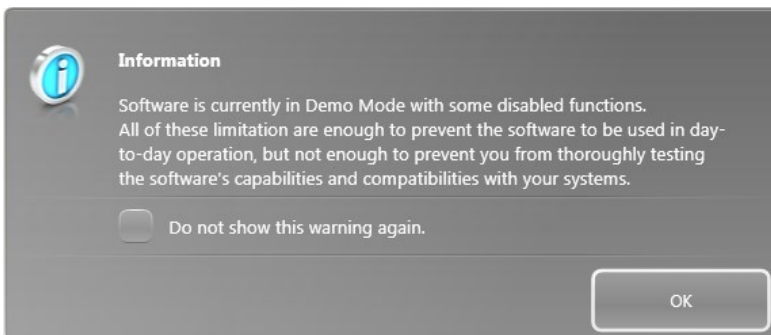 Information
Software is currently in Demo Mode with some disabled functions.
All of these limitation are enough to prevent the software to be used in day-
to-day operation, but not enough to prevent you from thoroughly testing
the software's capabilities and compatibilities with your systems.
Do not show this warning again.
OK